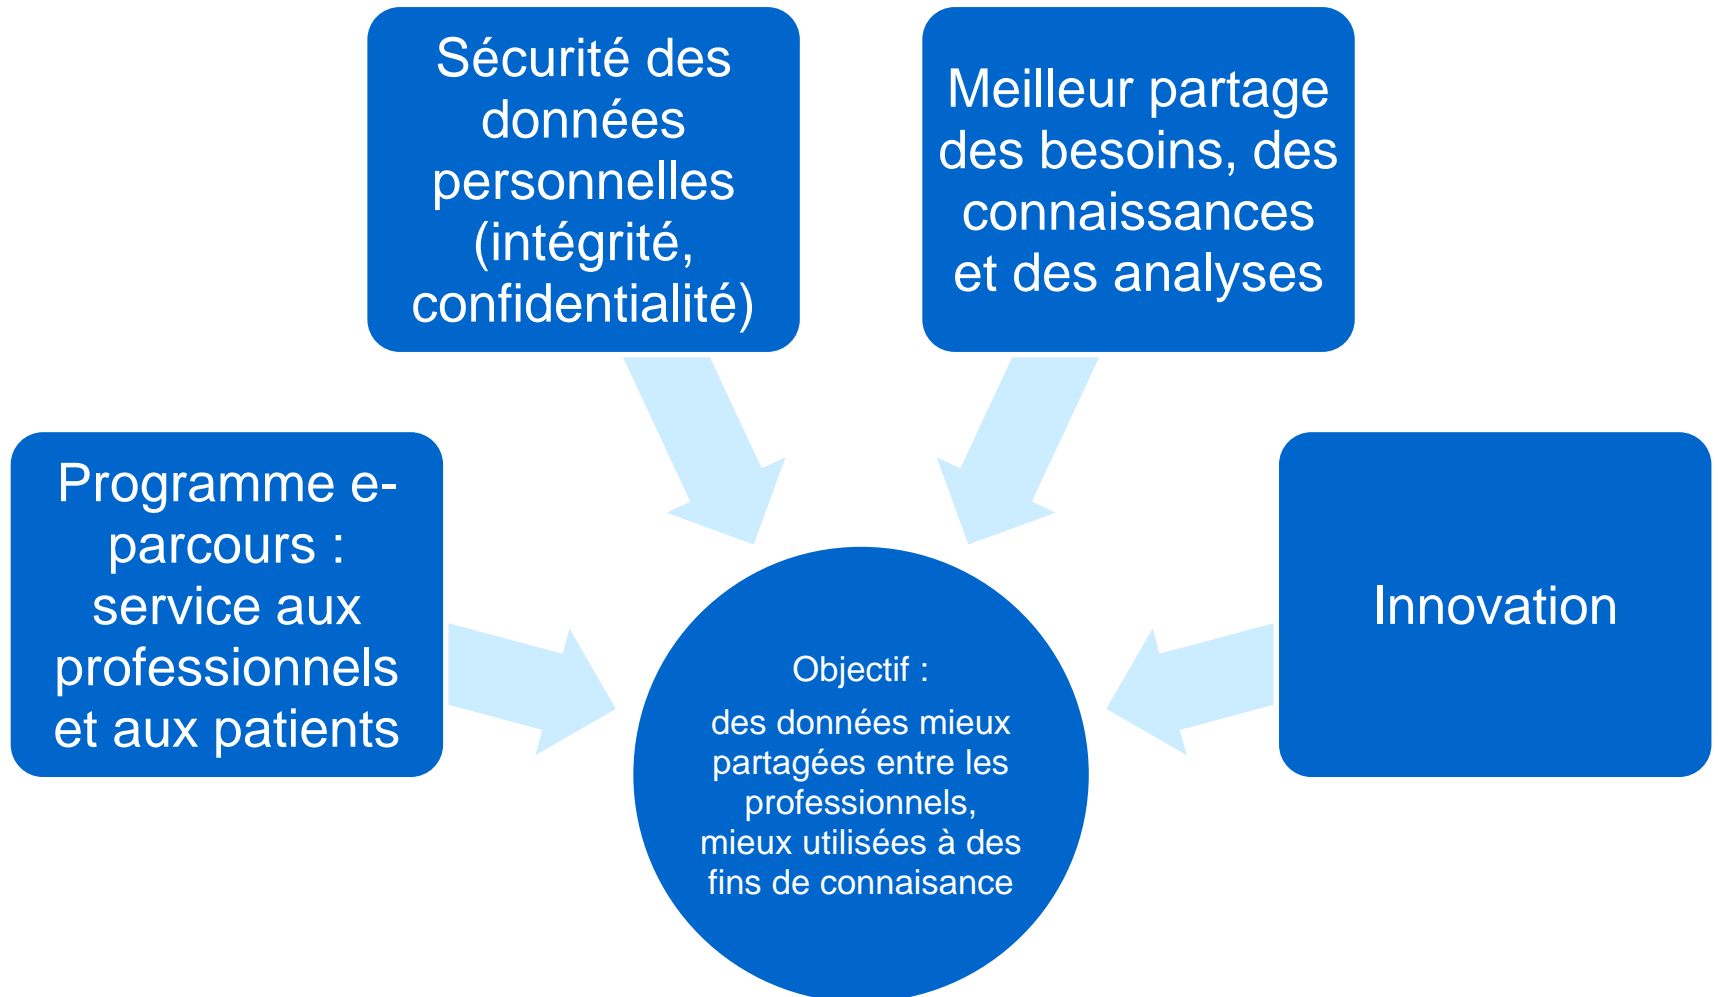 Sécurité des
données
personnelles
(intégrité,
confidentialité)
Meilleur partage
des besoins, des
connaissances
et des analyses
Programme e-
parcours :
service aux
professionnels
et aux patients
Innovation
Objectif :
des données mieux
partagées entre les
professionnels,
mieux utilisées à des
fins de connaisance